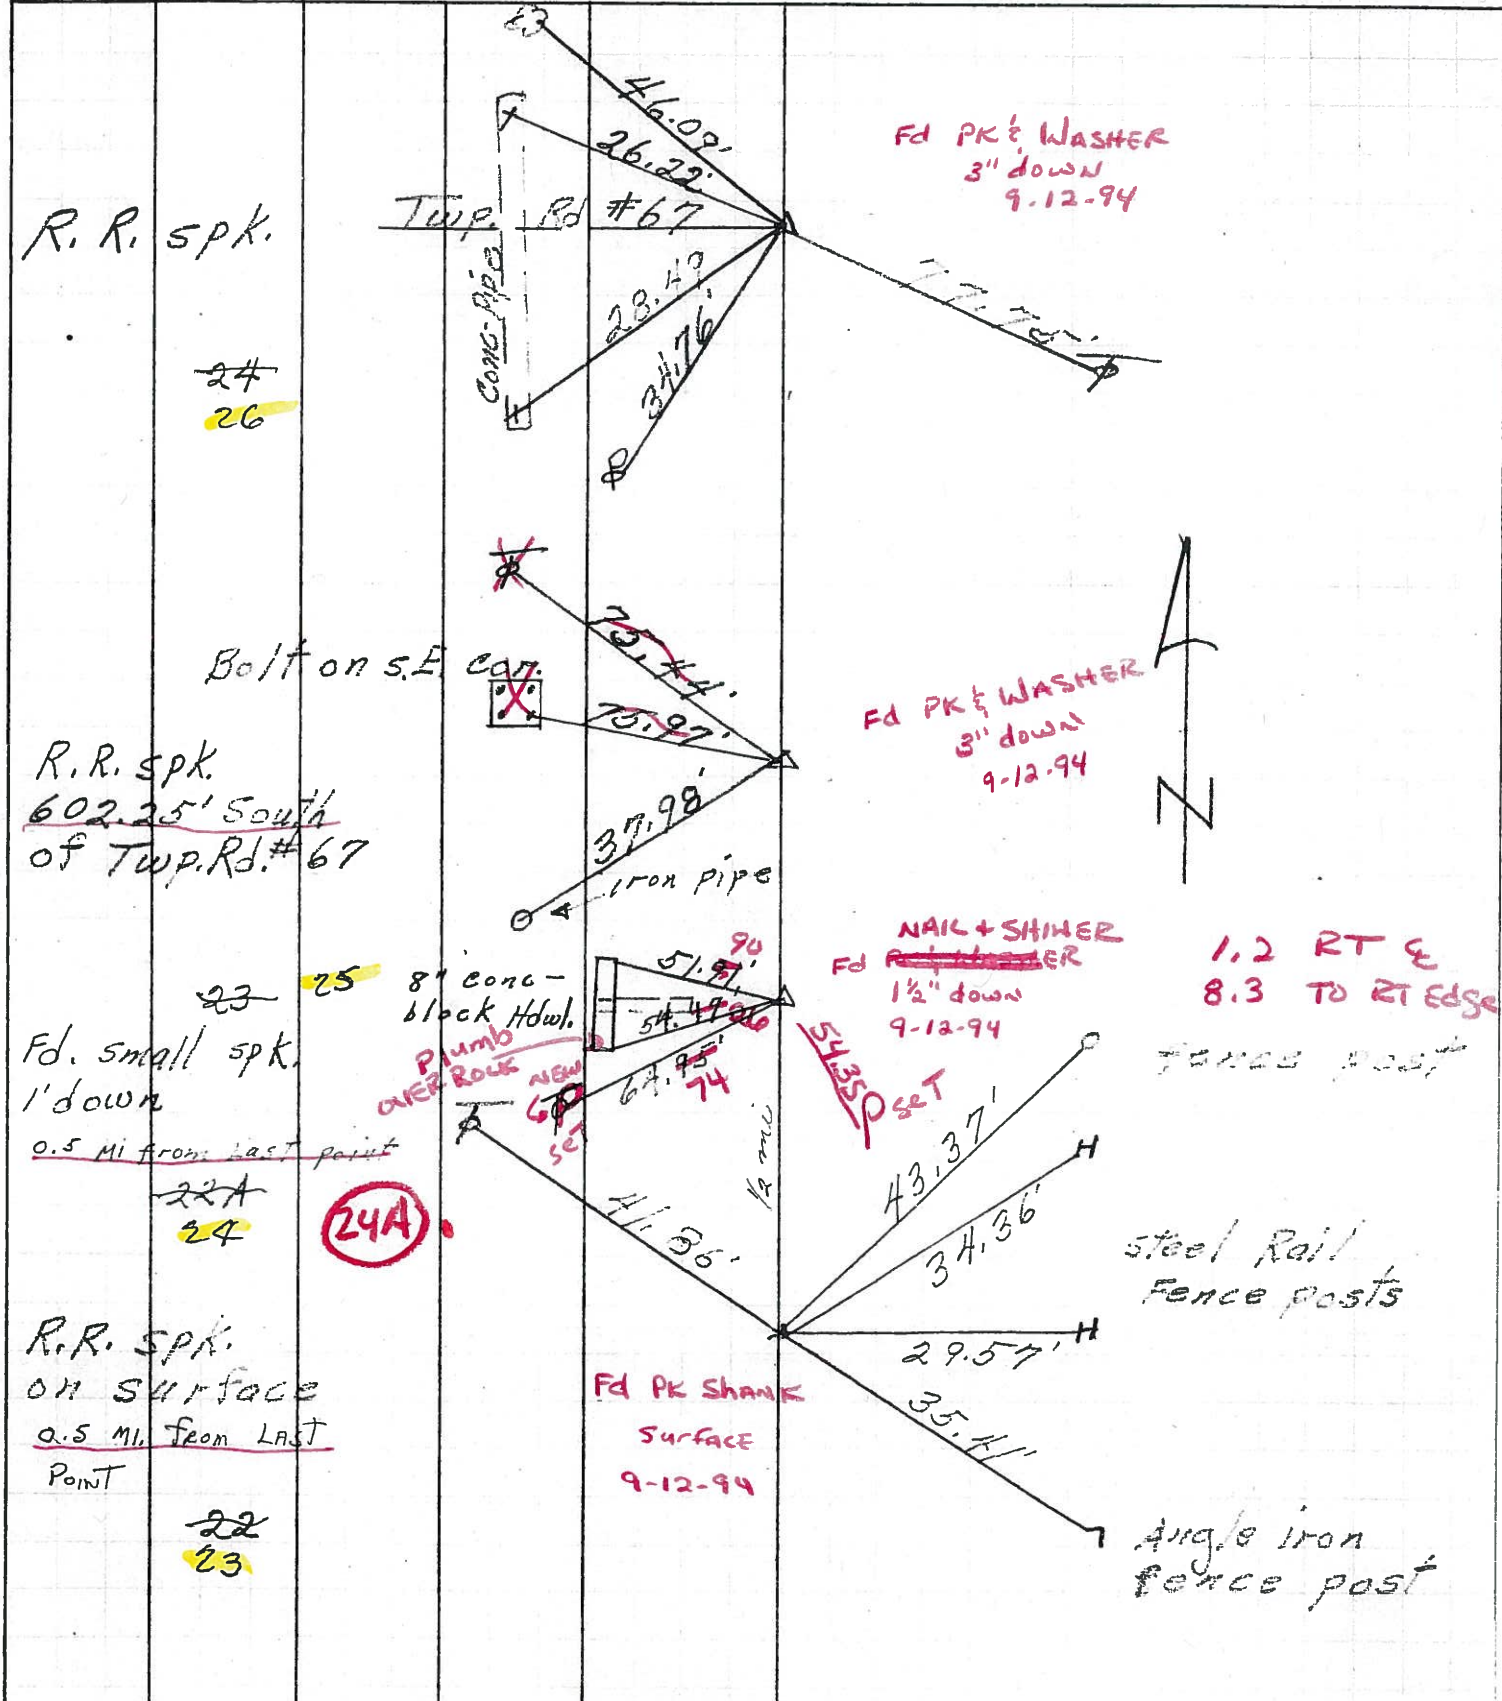 46.09'
26.22'
Fd PK & WASHER
3" down
9-12-94
R. R. spk.
Twp. Rd #67
Conc-Pipe
28.49'
34.76'
77.75'
24
26
Bolt on S.E. cor.
75.97'
37.98'
iron pipe
Fd PK & WASHER
3" down
9-12-94
N
R.R. spk.
602.25' South
of Twp. Rd. #67
23
25
8" conc-
block Hdwl.
51.
90
54.
64.
74
NAIL + SHINER
Fd
1½" down
9-12-94
1.2 RT ℄
8.3 TO RT Edge
Fd. small spk.
1' down
0.5 Mi from Last point
Plumb
OVER ROCK
NEW
set
54.35
set
fence post
22A
24
24A
½ mi.
43.37'
34.36'
29.57'
35.41'
steel Rail
Fence posts
R.R. spk.
on surface
0.5 Mi. from LAST
POINT
Fd PK Shank
Surface
9-12-94
22
23
Angle iron
fence post